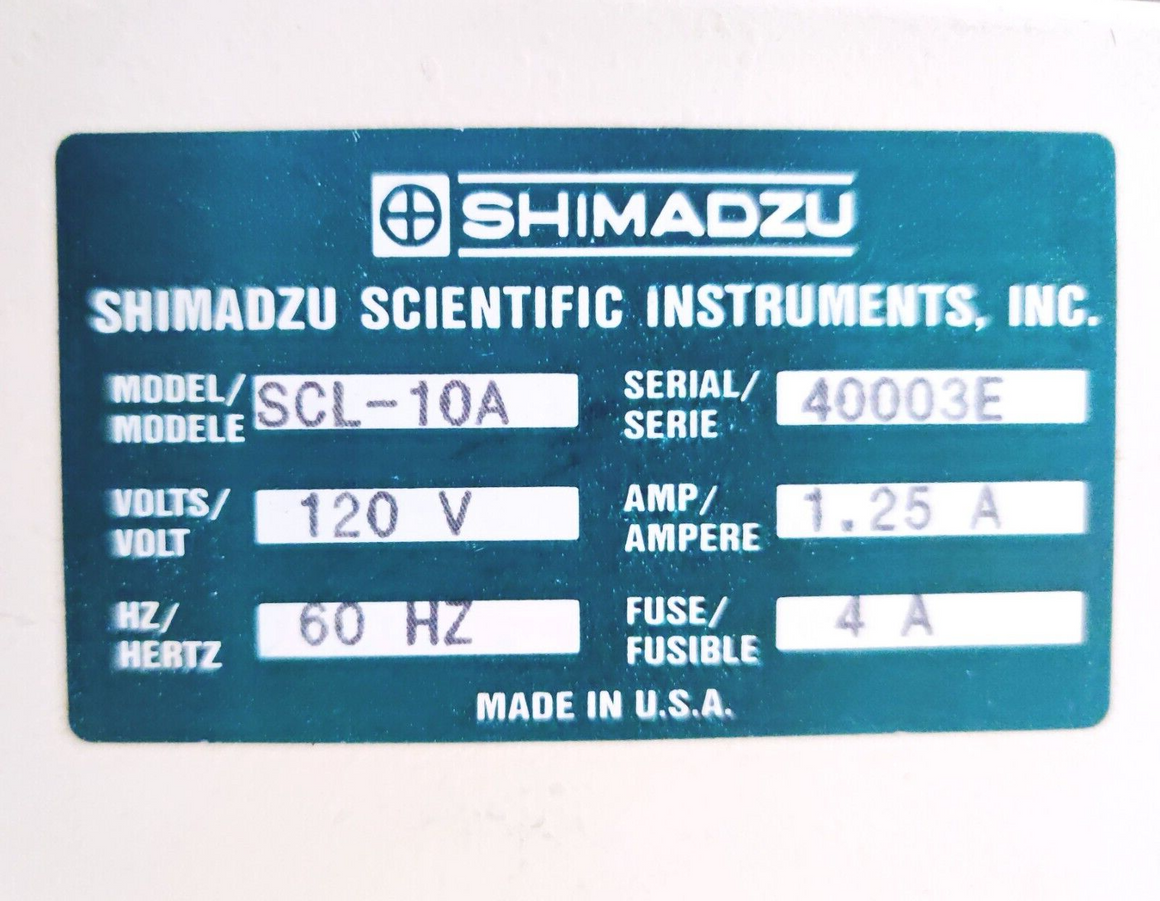 SHIMADZU
SHIMADZU SCIENTIFIC INSTRUMENTS, INC.
MODEL/
MODELE
SCL-10A
SERIAL/
SERIE
40003E
VOLTS/
VOLT
120 V
AMP/
AMPERE
1.25 A
HZ/
HERTZ
60 HZ
FUSE/
FUSIBLE
4 A
MADE IN U.S.A.